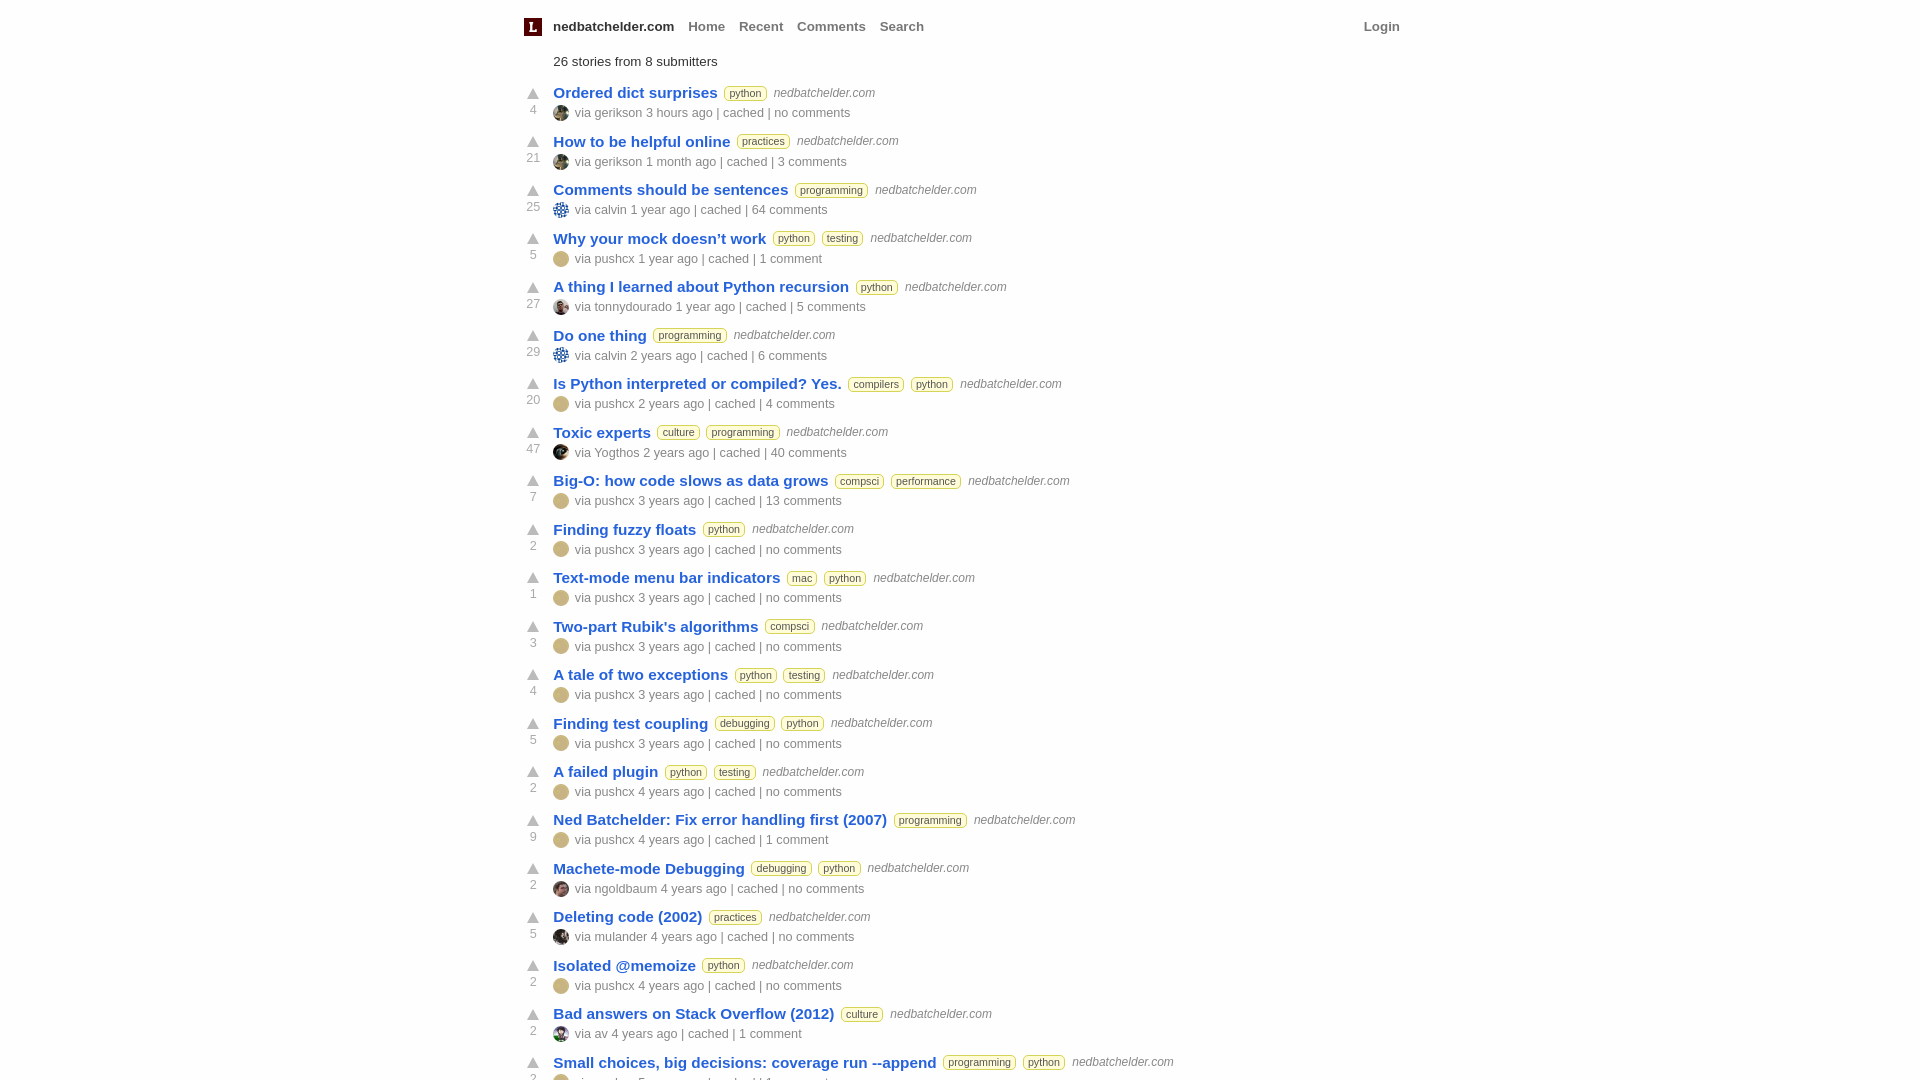 L nedbatchelder.com Home Recent Comments Search Login
26 stories from 8 submitters
Ordered dict surprises python nedbatchelder.com
4 via gerikson 3 hours ago | cached | no comments
How to be helpful online practices nedbatchelder.com
21 via gerikson 1 month ago | cached | 3 comments
Comments should be sentences programming nedbatchelder.com
25 via calvin 1 year ago | cached | 64 comments
Why your mock doesn’t work python testing nedbatchelder.com
5 via pushcx 1 year ago | cached | 1 comment
A thing I learned about Python recursion python nedbatchelder.com
27 via tonnydourado 1 year ago | cached | 5 comments
Do one thing programming nedbatchelder.com
29 via calvin 2 years ago | cached | 6 comments
Is Python interpreted or compiled? Yes. compilers python nedbatchelder.com
20 via pushcx 2 years ago | cached | 4 comments
Toxic experts culture programming nedbatchelder.com
47 via Yogthos 2 years ago | cached | 40 comments
Big-O: how code slows as data grows compsci performance nedbatchelder.com
7 via pushcx 3 years ago | cached | 13 comments
Finding fuzzy floats python nedbatchelder.com
2 via pushcx 3 years ago | cached | no comments
Text-mode menu bar indicators mac python nedbatchelder.com
1 via pushcx 3 years ago | cached | no comments
Two-part Rubik's algorithms compsci nedbatchelder.com
3 via pushcx 3 years ago | cached | no comments
A tale of two exceptions python testing nedbatchelder.com
4 via pushcx 3 years ago | cached | no comments
Finding test coupling debugging python nedbatchelder.com
5 via pushcx 3 years ago | cached | no comments
A failed plugin python testing nedbatchelder.com
2 via pushcx 4 years ago | cached | no comments
Ned Batchelder: Fix error handling first (2007) programming nedbatchelder.com
9 via pushcx 4 years ago | cached | 1 comment
Machete-mode Debugging debugging python nedbatchelder.com
2 via ngoldbaum 4 years ago | cached | no comments
Deleting code (2002) practices nedbatchelder.com
5 via mulander 4 years ago | cached | no comments
Isolated @memoize python nedbatchelder.com
2 via pushcx 4 years ago | cached | no comments
Bad answers on Stack Overflow (2012) culture nedbatchelder.com
2 via av 4 years ago | cached | 1 comment
Small choices, big decisions: coverage run --append programming python nedbatchelder.com